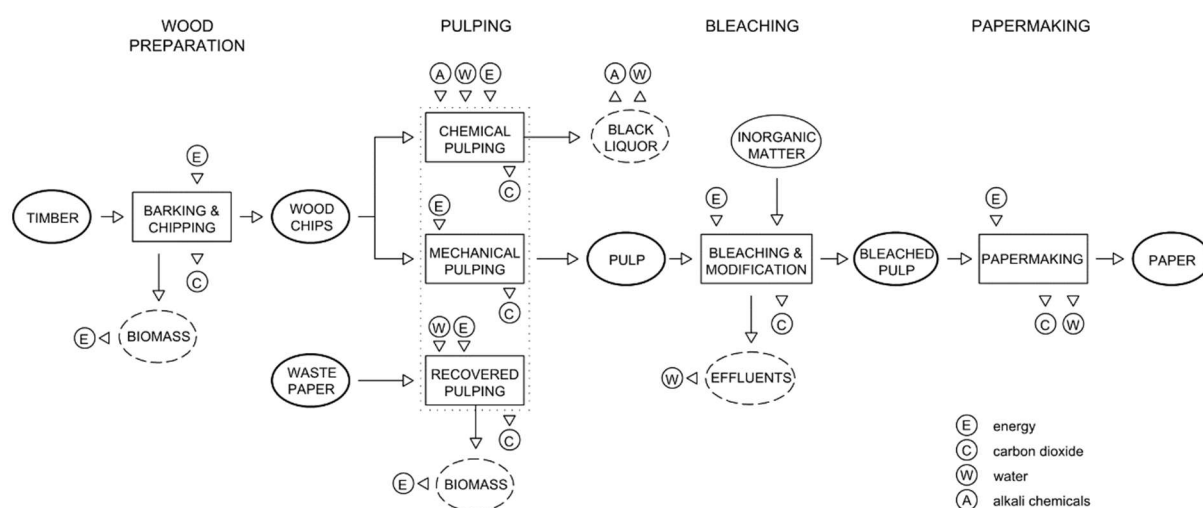 WOOD
PREPARATION
PULPING
BLEACHING
PAPERMAKING
A W E
A W
CHEMICAL
PULPING
BLACK
LIQUOR
INORGANIC
MATTER
C
E
E
E
E
TIMBER
BARKING &
CHIPPING
WOOD
CHIPS
MECHANICAL
PULPING
PULP
BLEACHING &
MODIFICATION
BLEACHED
PULP
PAPERMAKING
PAPER
C
C
C
C W
E
BIOMASS
W E
WASTE
PAPER
RECOVERED
PULPING
W
EFFLUENTS
C
E
BIOMASS
E energy
C carbon dioxide
W water
A alkali chemicals